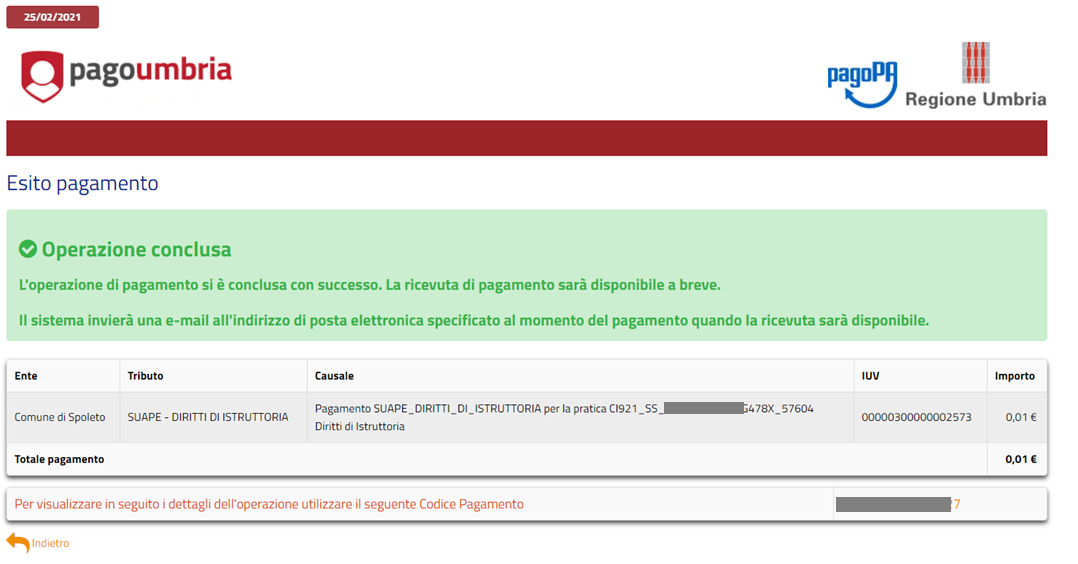 25/02/2021
pagoumbria
pagoPA
Regione Umbria
Esito pagamento
Operazione conclusa
L'operazione di pagamento si è conclusa con successo. La ricevuta di pagamento sarà disponibile a breve.
Il sistema invierà una e-mail all'indirizzo di posta elettronica specificato al momento del pagamento quando la ricevuta sarà disponibile.
Ente Tributo Causale IUV Importo
Comune di Spoleto SUAPE - DIRITTI DI ISTRUTTORIA Pagamento SUAPE_DIRITTI_DI_ISTRUTTORIA per la pratica CI921_SS_ G478X_57604 00000300000002573 0,01 €
Diritti di Istruttoria
Totale pagamento 0,01 €
Per visualizzare in seguito i dettagli dell'operazione utilizzare il seguente Codice Pagamento 7
Indietro